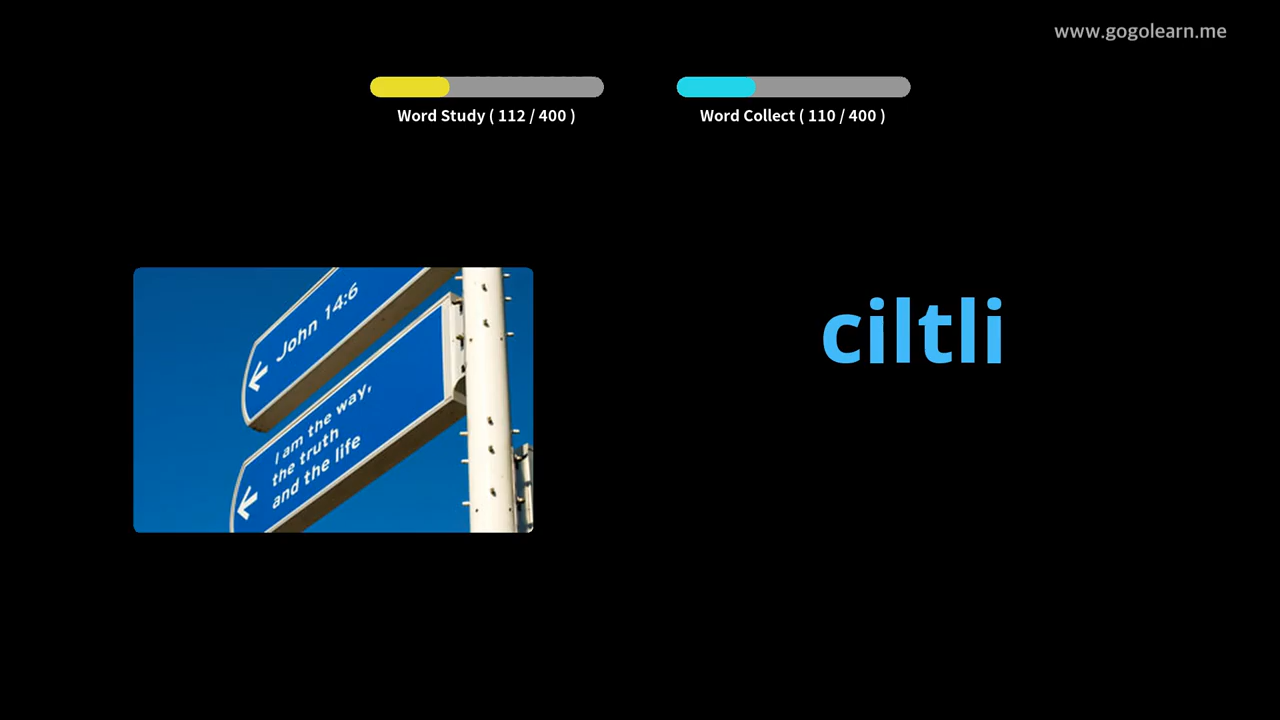 www.gogolearn.me
Word Study ( 112 / 400 )
Word Collect ( 110 / 400 )
John 14:6
I am the way,
the truth
and the life
ciltli